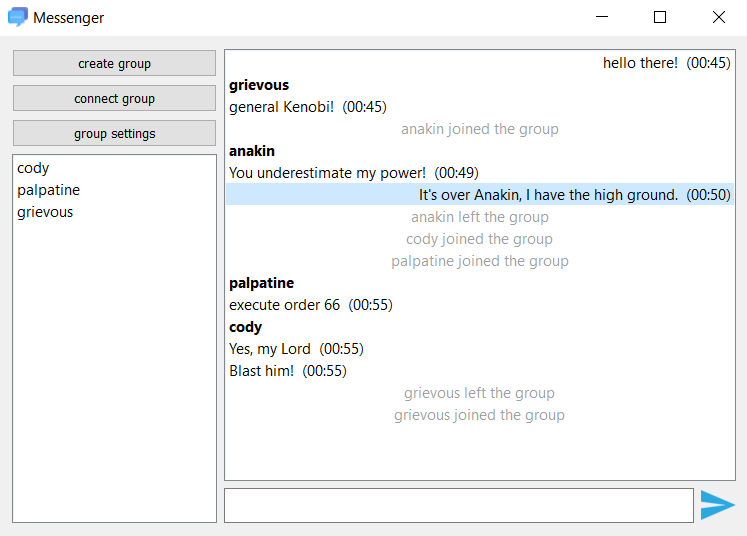 Messenger
create group
connect group
group settings
cody
palpatine
grievous
hello there! (00:45)
grievous
general Kenobi! (00:45)
anakin joined the group
anakin
You underestimate my power! (00:49)
It's over Anakin, I have the high ground. (00:50)
anakin left the group
cody joined the group
palpatine joined the group
palpatine
execute order 66 (00:55)
cody
Yes, my Lord (00:55)
Blast him! (00:55)
grievous left the group
grievous joined the group